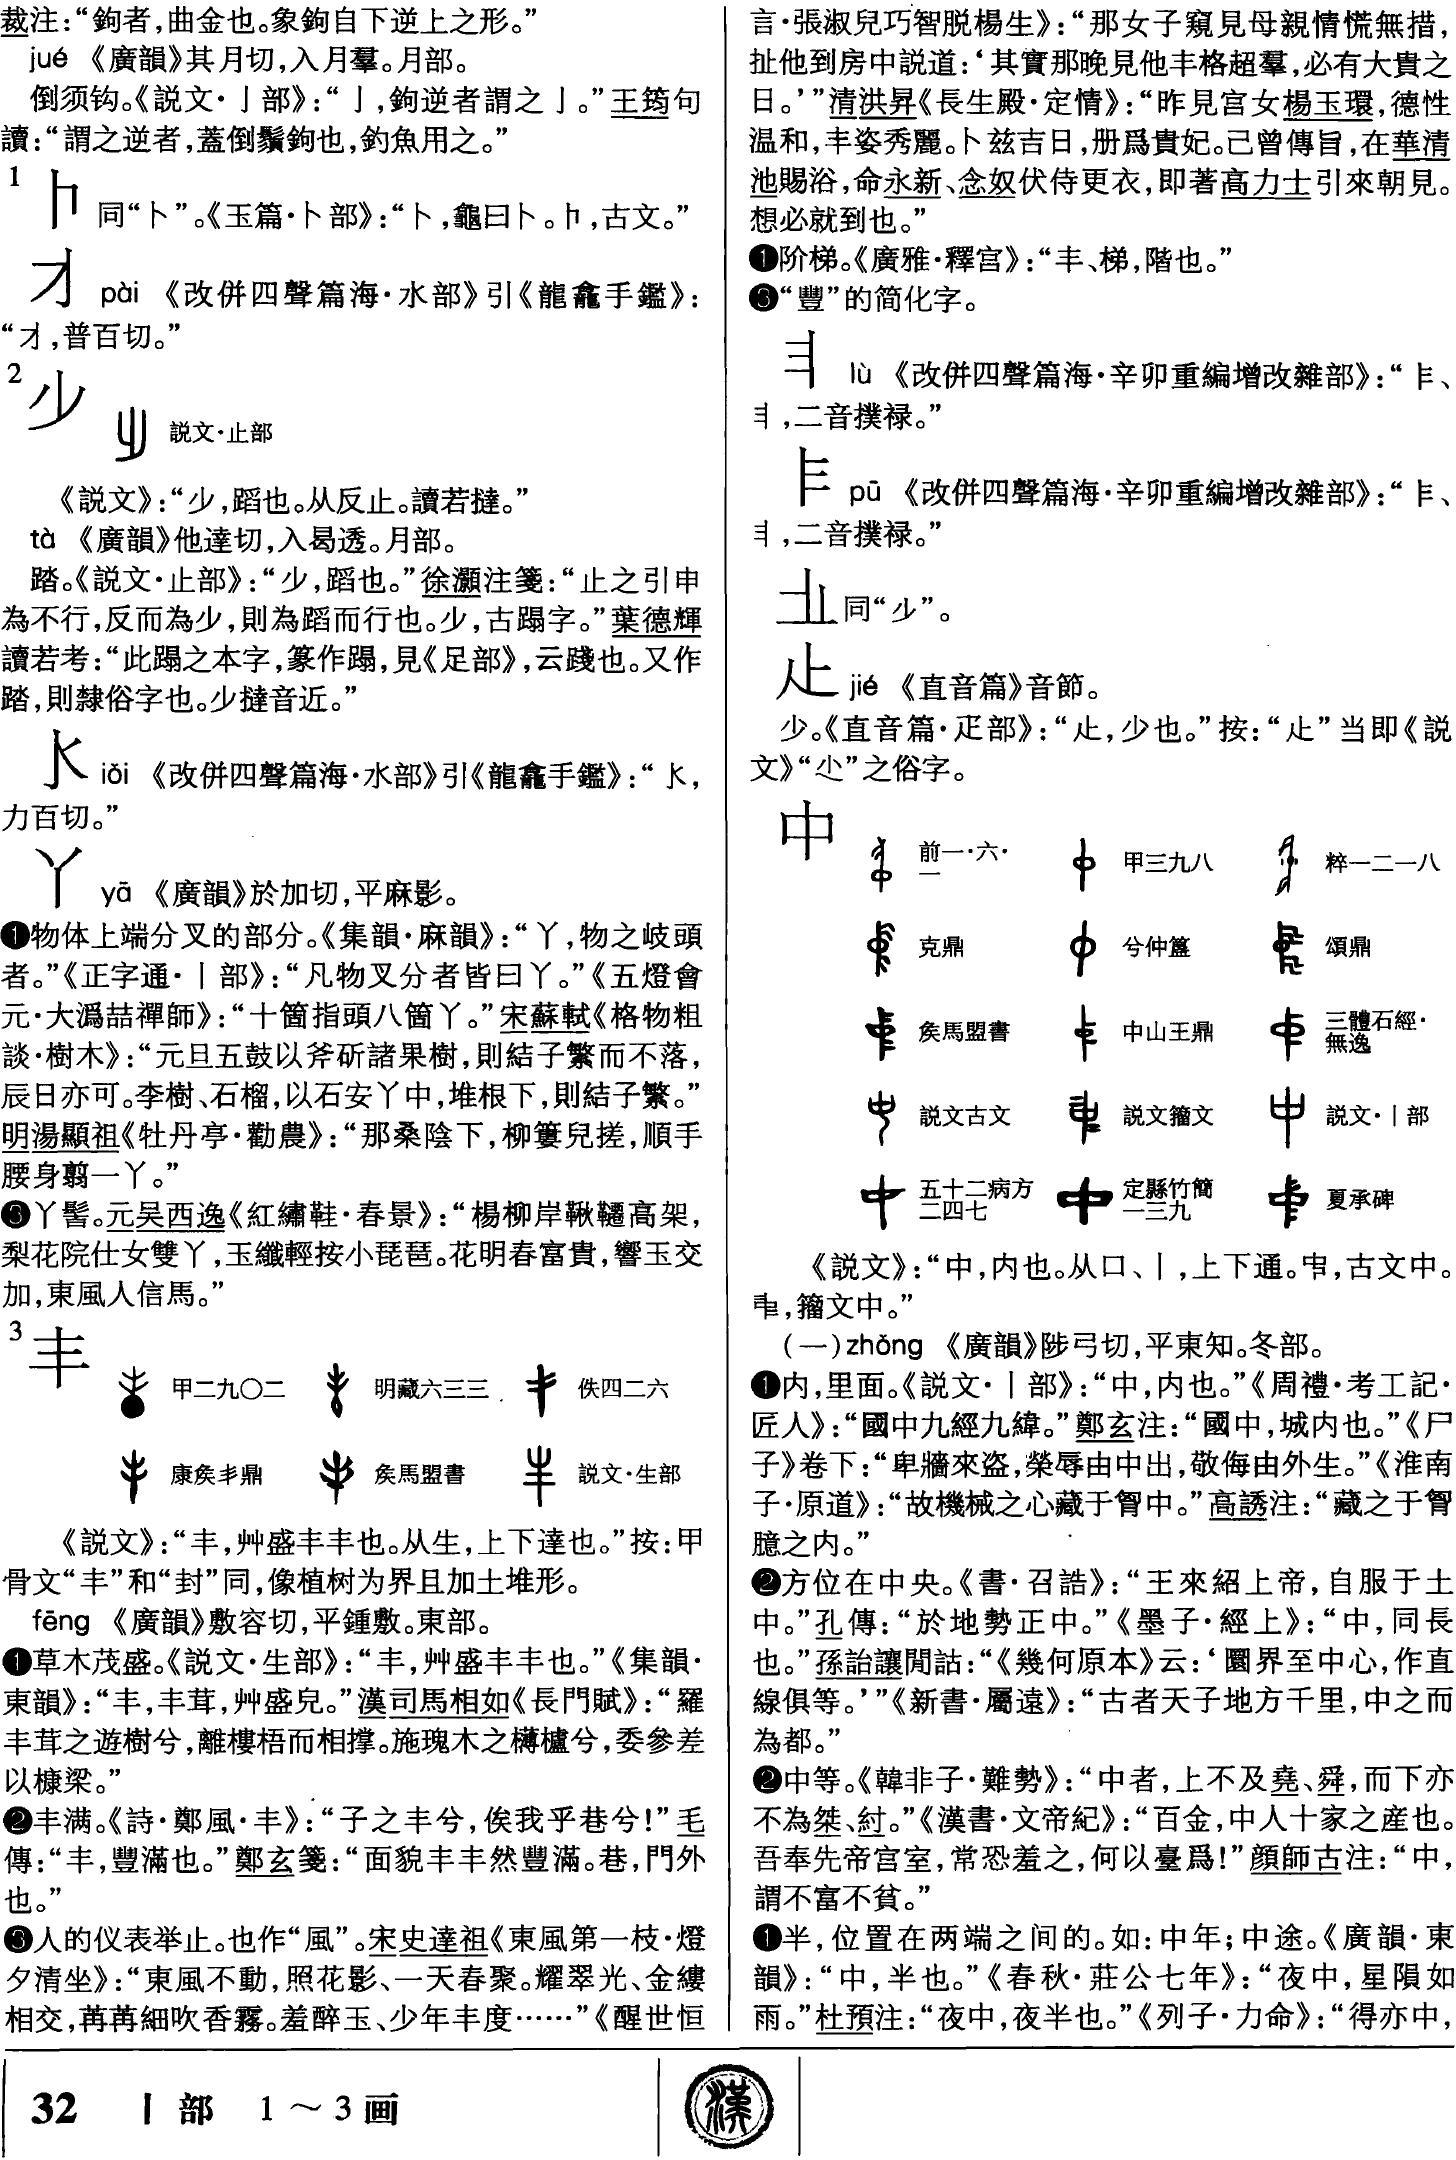 裁注：“鉤者，曲金也。象鉤自下逆上之形。”
jué 《廣韻》其月切，入月羣。月部。
倒须钩。《説文·亅部》：“亅，鉤逆者謂之亅。”王筠句
讀：“謂之逆者，蓋倒鬚鉤也，釣魚用之。”
1
同“卜”。《玉篇·卜部》：“卜，龜曰卜。𠁡，古文。”
pài 《改併四聲篇海·水部》引《龍龕手鑑》：
“，普百切。”
2
少 説文·止部
《説文》：“少，蹈也。从反止。讀若撻。”
tà 《廣韻》他達切，入曷透。月部。
踏。《説文·止部》：“少，蹈也。”徐灝注箋：“止之引申
為不行，反而為少，則為蹈而行也。少，古蹋字。”葉德輝
讀若考：“此蹋之本字，篆作蹋，見《足部》，云踐也。又作
踏，則隸俗字也。少撻音近。”
iǒi 《改併四聲篇海·水部》引《龍龕手鑑》：“，
力百切。”
丫 yā 《廣韻》於加切，平麻影。
❶物体上端分叉的部分。《集韻·麻韻》：“丫，物之岐頭
者。”《正字通·丨部》：“凡物叉分者皆曰丫。”《五燈會
元·大潙喆禪師》：“十箇指頭八箇丫。”宋蘇軾《格物粗
談·樹木》：“元旦五鼓以斧斫諸果樹，則結子繁而不落，
辰日亦可。李樹、石榴，以石安丫中，堆根下，則結子繁。”
明湯顯祖《牡丹亭·勸農》：“那桑陰下，柳簍兒搓，順手
腰身翦一丫。”
❸丫髻。元吴西逸《紅繡鞋·春景》：“楊柳岸鞦韆高架，
梨花院仕女雙丫，玉纖輕按小琵琶。花明春富貴，響玉交
加，東風人信馬。”
3
丰 甲二九〇二 明藏六三三 佚四二六
康矦丰鼎 矦馬盟書 説文·生部
《説文》：“丰，艸盛丰丰也。从生，上下達也。”按：甲
骨文“丰”和“封”同，像植树为界且加土堆形。
fēng 《廣韻》敷容切，平鍾敷。東部。
❶草木茂盛。《説文·生部》：“丰，艸盛丰丰也。”《集韻·
東韻》：“丰，丰茸，艸盛皃。”漢司馬相如《長門賦》：“羅
丰茸之遊樹兮，離樓梧而相撑。施瑰木之欂櫨兮，委參差
以槺梁。”
❷丰满。《詩·鄭風·丰》：“子之丰兮，俟我乎巷兮！”毛
傳：“丰，豐滿也。”鄭玄箋：“面貌丰丰然豐滿。巷，門外
也。”
❸人的仪表举止。也作“風”。宋史達祖《東風第一枝·燈
夕清坐》：“東風不動，照花影、一天春聚。耀翠光、金縷
相交，苒苒細吹香霧。羞醉玉、少年丰度……”《醒世恒
言·張淑兒巧智脱楊生》：“那女子窺見母親情慌無措，
扯他到房中説道：‘其實那晚見他丰格超羣，必有大貴之
日。’”清洪昇《長生殿·定情》：“昨見宫女楊玉環，德性
温和，丰姿秀麗。卜兹吉日，册爲貴妃。己曾傳旨，在華清
池賜浴，命永新、念奴伏侍更衣，即著高力士引來朝見。
想必就到也。”
❶阶梯。《廣雅·釋宫》：“丰、梯，階也。”
❸“豐”的简化字。
lù 《改併四聲篇海·辛卯重編增改雜部》：“、
，二音撲禄。”
pū 《改併四聲篇海·辛卯重編增改雜部》：“、
，二音撲禄。”
同“少”。
jié 《直音篇》音節。
少。《直音篇·疋部》：“，少也。”按：“”当即《説
文》“尐”之俗字。
中 前一·六·一 甲三九八 粹一二一八
克鼎 兮仲簋 頌鼎
矦馬盟書 中山王鼎 三體石經·無逸
説文古文 説文籀文 説文·丨部
五十二病方二四七 定縣竹簡一三九 夏承碑
《説文》：“中，内也。从口、丨，上下通。，古文中。
，籀文中。”
（一）zhōng 《廣韻》陟弓切，平東知。冬部。
❶内，里面。《説文·丨部》：“中，内也。”《周禮·考工記·
匠人》：“國中九經九緯。”鄭玄注：“國中，城内也。”《尸
子》卷下：“卑牆來盗，榮辱由中出，敬侮由外生。”《淮南
子·原道》：“故機械之心藏于胷中。”高誘注：“藏之于胷
臆之内。”
❷方位在中央。《書·召誥》：“王來紹上帝，自服于土
中。”孔傳：“於地勢正中。”《墨子·經上》：“中，同長
也。”孫詒讓閒詁：“《幾何原本》云：‘圜界至中心，作直
線俱等。’”《新書·屬遠》：“古者天子地方千里，中之而
為都。”
❷中等。《韓非子·難勢》：“中者，上不及堯、舜，而下亦
不為桀、紂。”《漢書·文帝紀》：“百金，中人十家之産也。
吾奉先帝宫室，常恐羞之，何以臺爲！”顔師古注：“中，
謂不富不貧。”
❶半，位置在两端之间的。如：中年；中途。《廣韻·東
韻》：“中，半也。”《春秋·莊公七年》：“夜中，星隕如
雨。”杜預注：“夜中，夜半也。”《列子·力命》：“得亦中，
32 丨部 1～3画
漢